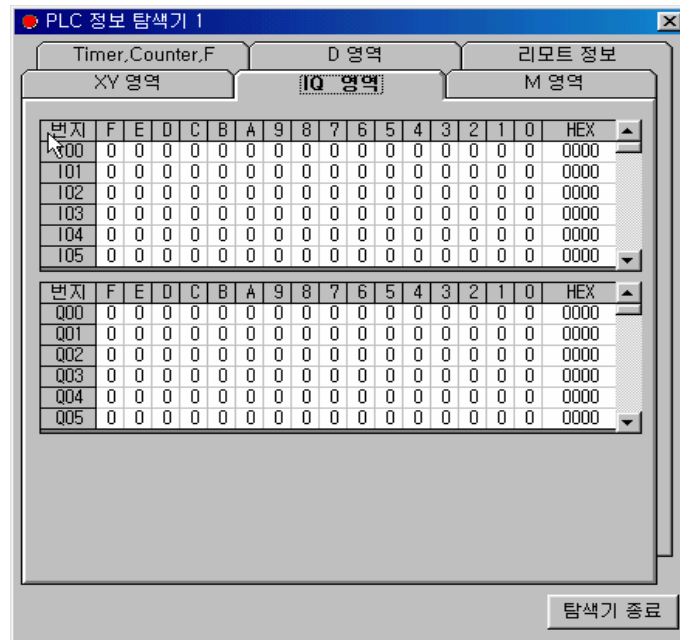 PLC 정보 탐색기 1
Timer,Counter,F D 영역 리모트 정보
XY 영역 IQ 영역 M 영역
번지 F E D C B A 9 8 7 6 5 4 3 2 1 0 HEX
I00 0 0 0 0 0 0 0 0 0 0 0 0 0 0 0 0 0000
I01 0 0 0 0 0 0 0 0 0 0 0 0 0 0 0 0 0000
I02 0 0 0 0 0 0 0 0 0 0 0 0 0 0 0 0 0000
I03 0 0 0 0 0 0 0 0 0 0 0 0 0 0 0 0 0000
I04 0 0 0 0 0 0 0 0 0 0 0 0 0 0 0 0 0000
I05 0 0 0 0 0 0 0 0 0 0 0 0 0 0 0 0 0000
번지 F E D C B A 9 8 7 6 5 4 3 2 1 0 HEX
Q00 0 0 0 0 0 0 0 0 0 0 0 0 0 0 0 0 0000
Q01 0 0 0 0 0 0 0 0 0 0 0 0 0 0 0 0 0000
Q02 0 0 0 0 0 0 0 0 0 0 0 0 0 0 0 0 0000
Q03 0 0 0 0 0 0 0 0 0 0 0 0 0 0 0 0 0000
Q04 0 0 0 0 0 0 0 0 0 0 0 0 0 0 0 0 0000
Q05 0 0 0 0 0 0 0 0 0 0 0 0 0 0 0 0 0000
탐색기 종료